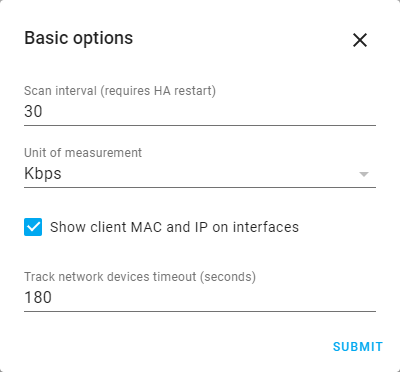 Basic options
Scan interval (requires HA restart)
30
Unit of measurement
Kbps
Show client MAC and IP on interfaces
Track network devices timeout (seconds)
180
SUBMIT